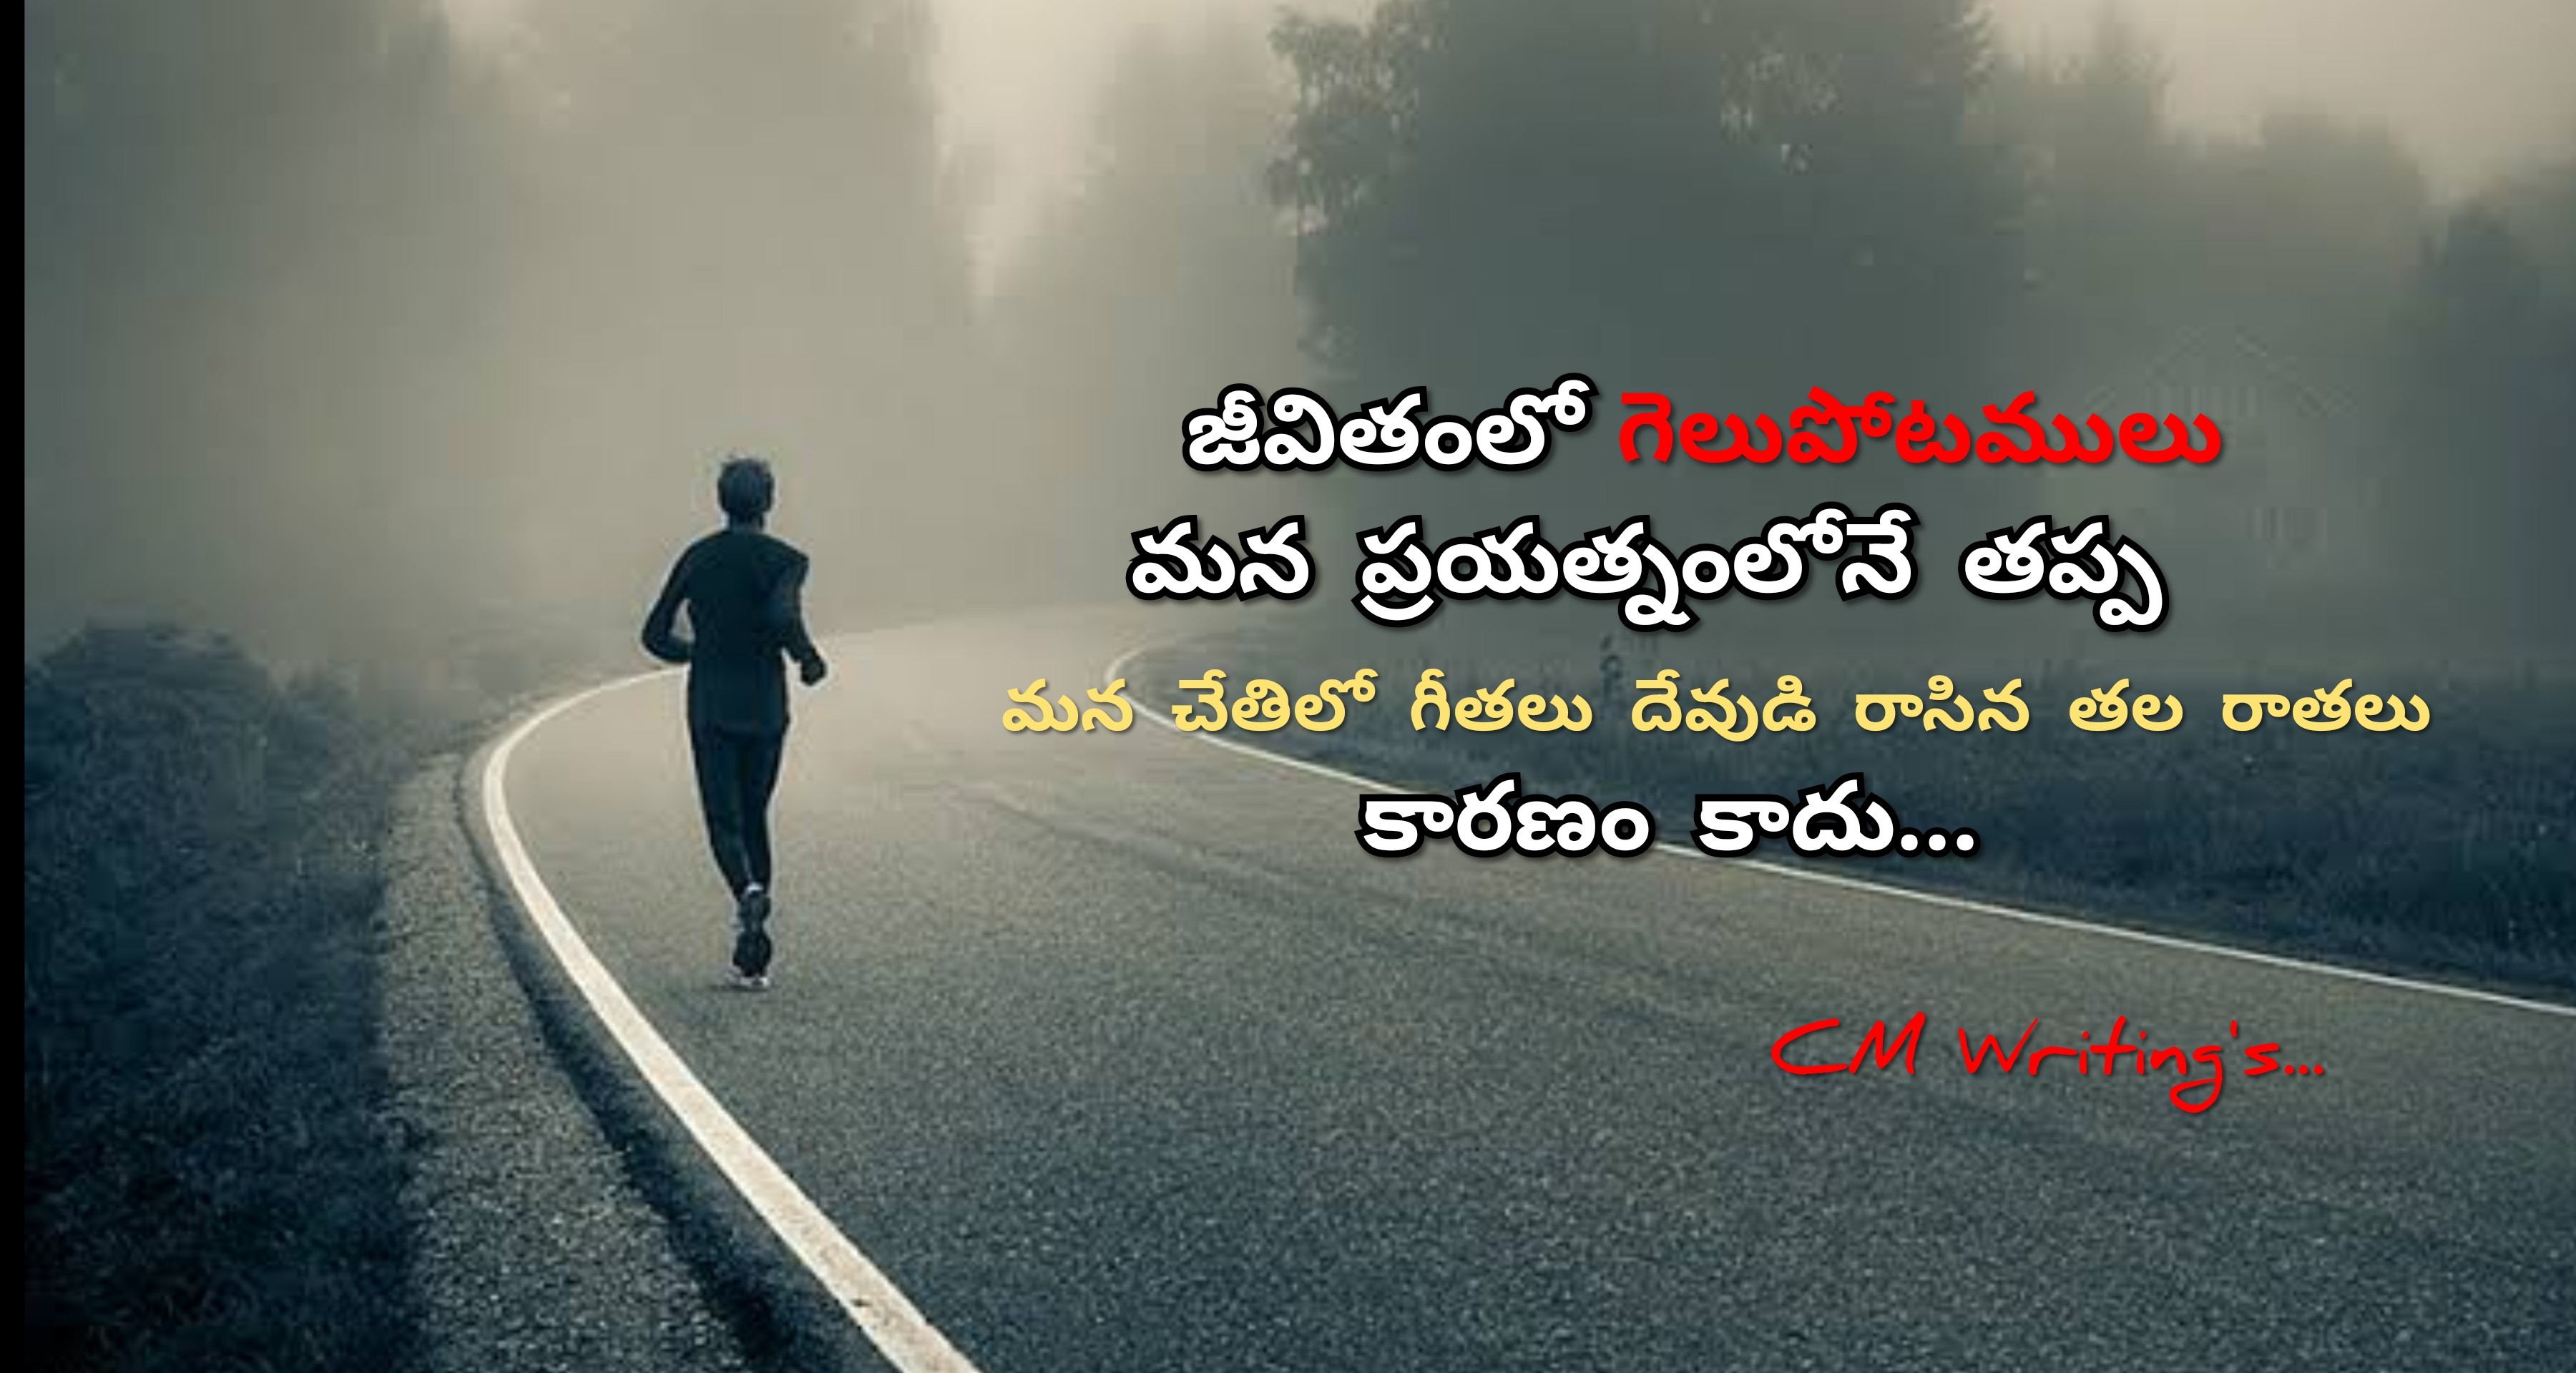 జీవితంలో గెలుపోటములు
మన ప్రయత్నంలోనే తప్ప
మన చేతిలో గీతలు దేవుడి రాసిన తల రాతలు
కారణం కాదు...
CM Writing's...